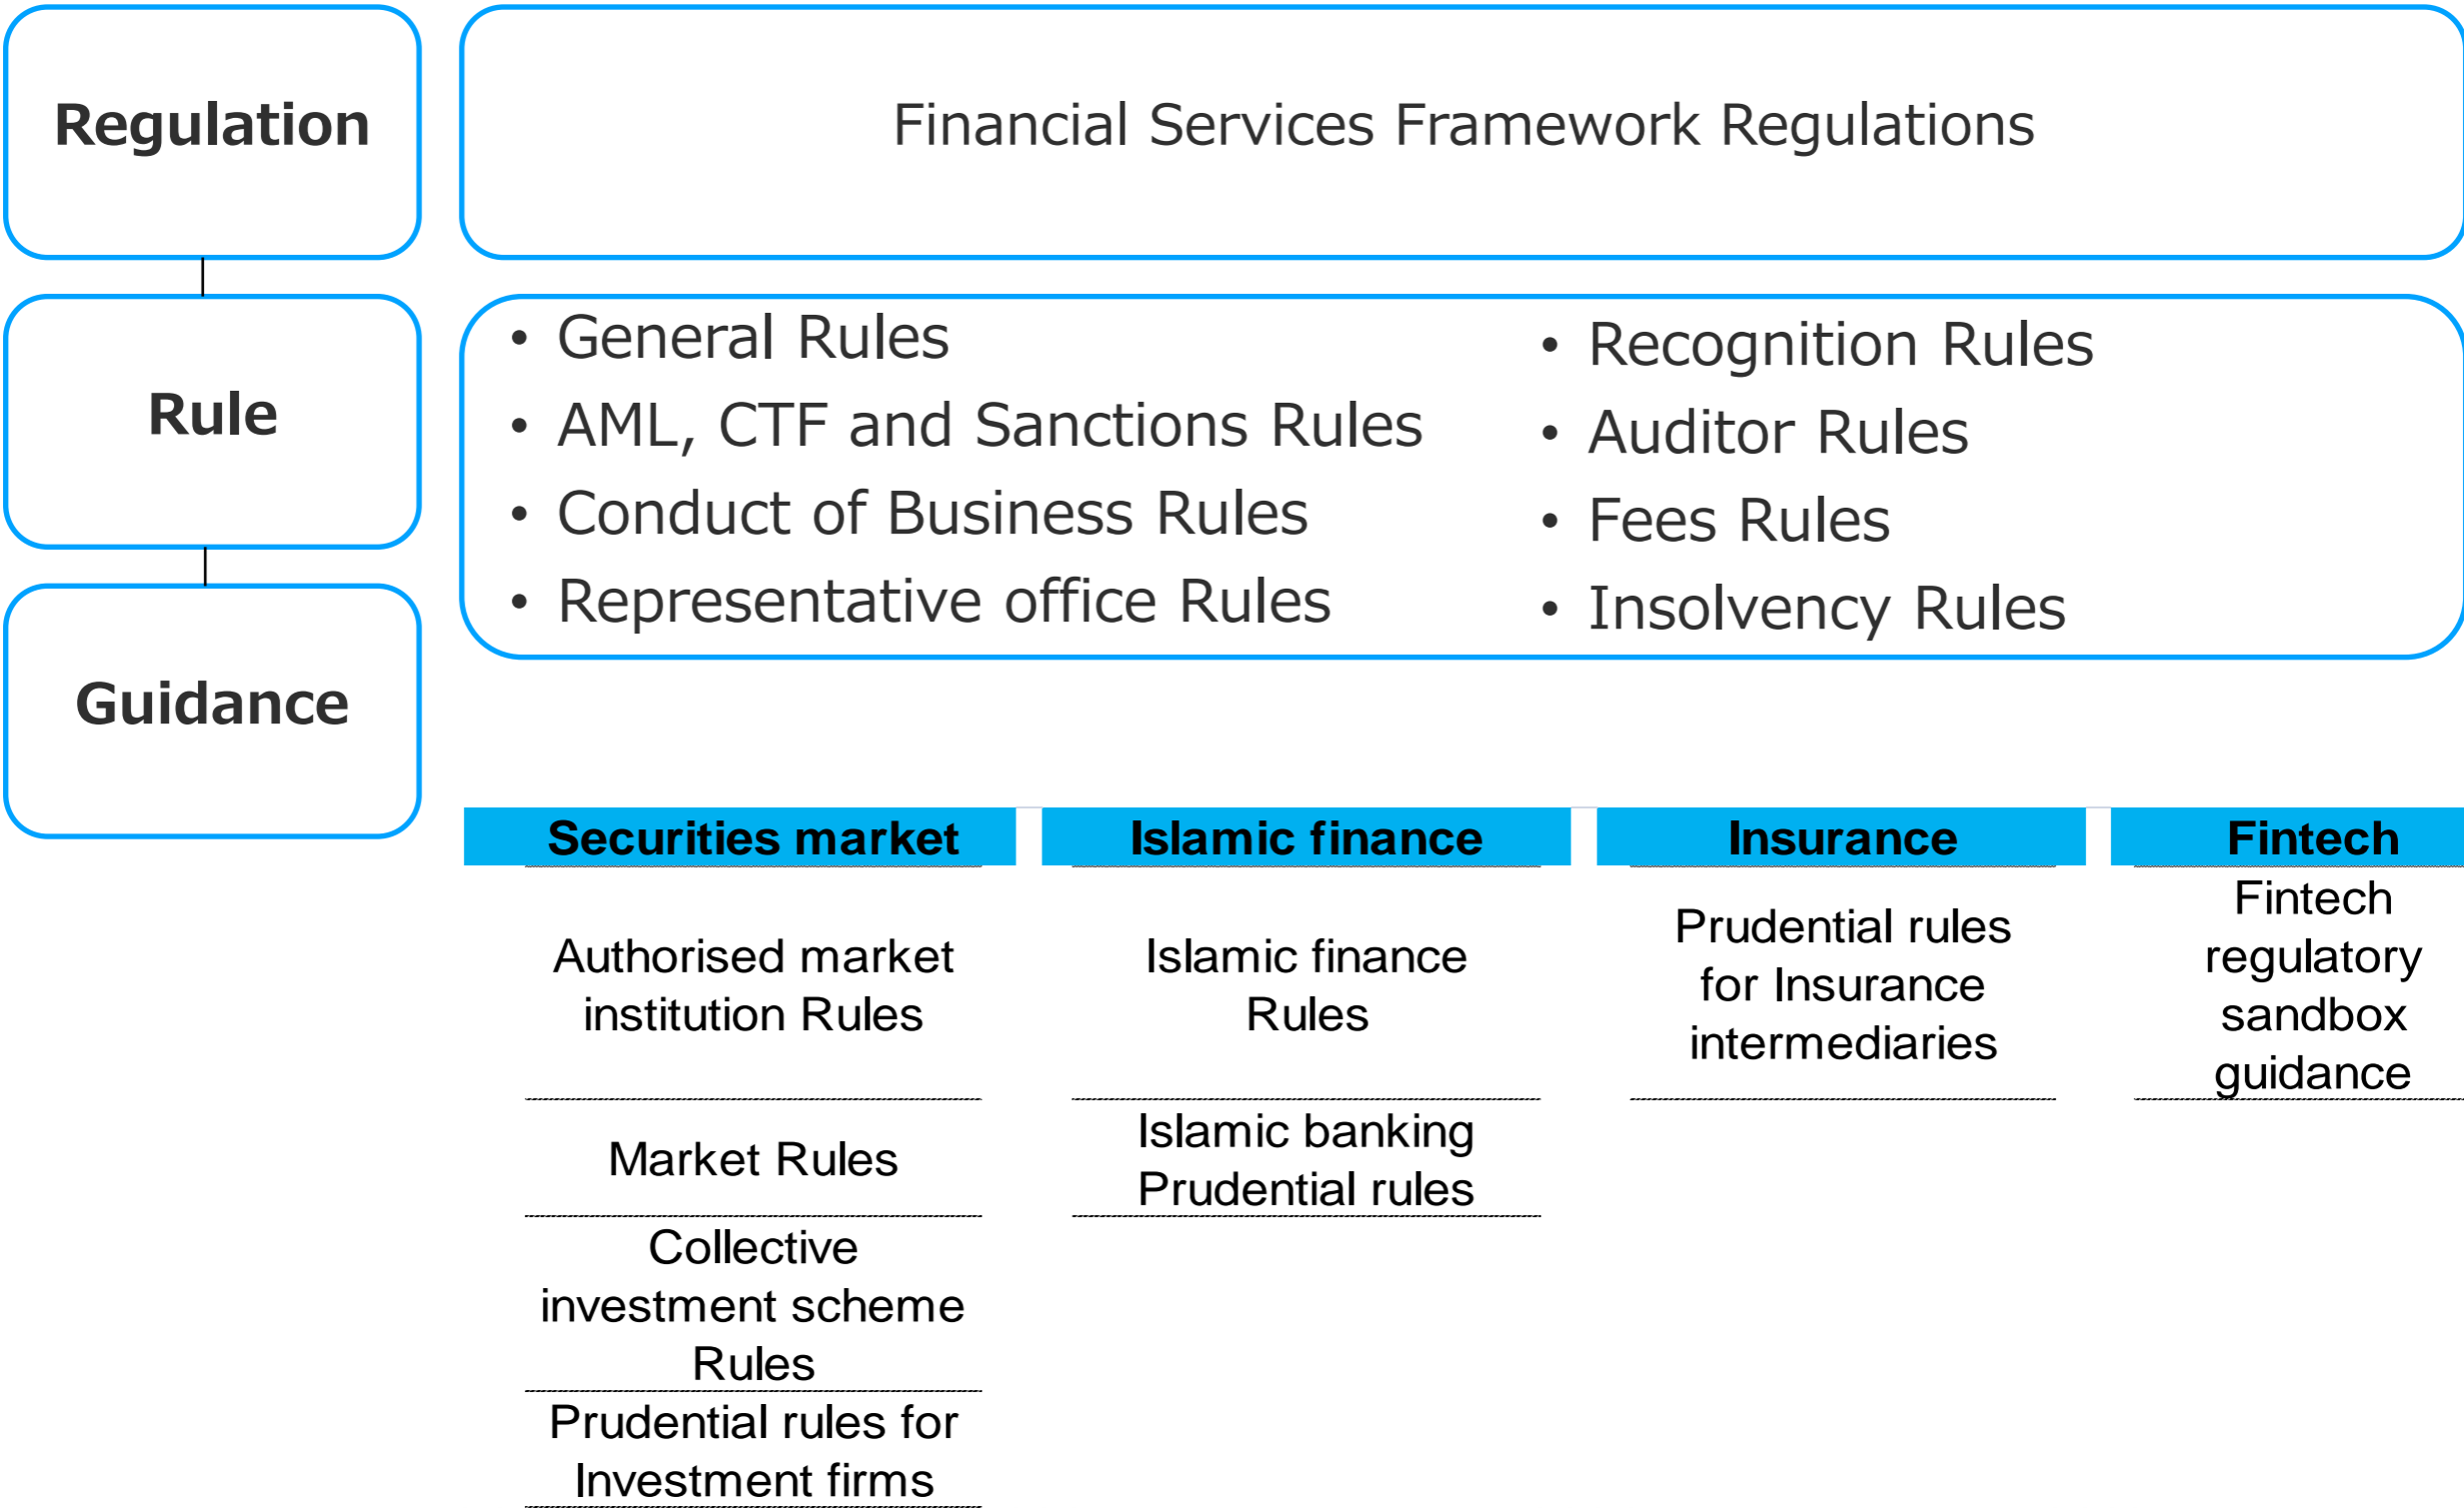 Regulation
Financial Services Framework Regulations
Rule
• General Rules
• AML, CTF and Sanctions Rules
• Conduct of Business Rules
• Representative office Rules
• Recognition Rules
• Auditor Rules
• Fees Rules
• Insolvency Rules
Guidance
Securities market
Authorised market
institution Rules
Market Rules
Collective
investment scheme
Rules
Prudential rules for
Investment firms
Islamic finance
Islamic finance
Rules
Islamic banking
Prudential rules
Insurance
Prudential rules
for Insurance
intermediaries
Fintech
Fintech
regulatory
sandbox
guidance